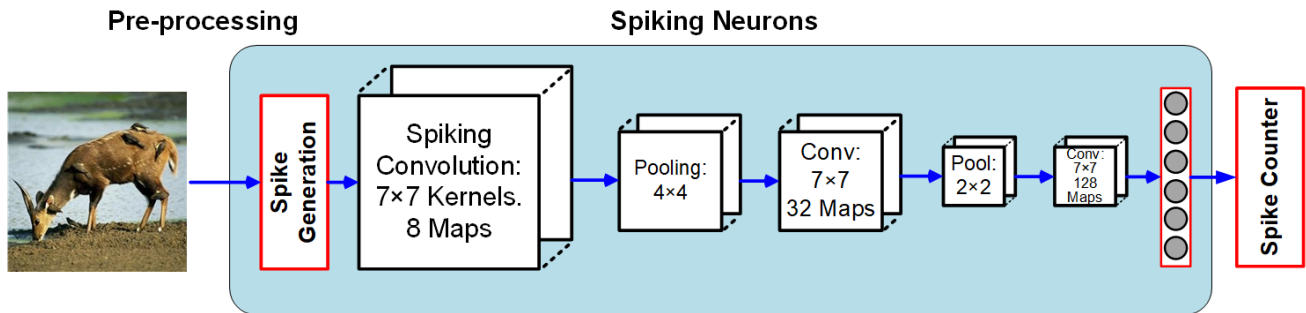 Pre-processing
Spiking Neurons
Spike
Generation
Spiking
Convolution:
7×7 Kernels.
8 Maps
Pooling:
4×4
Conv:
7×7
32 Maps
Pool:
2×2
Conv:
7×7
128
Maps
Spike Counter